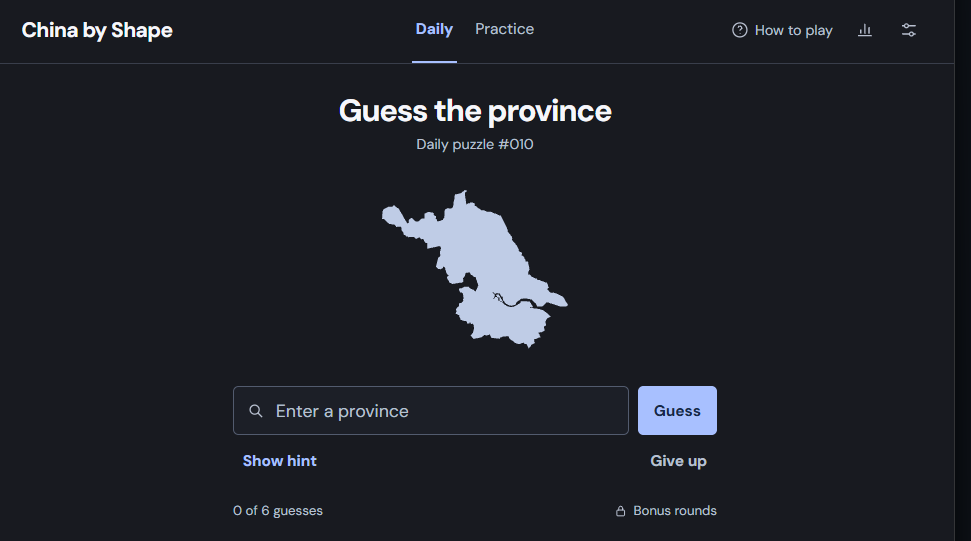 China by Shape
Daily
Practice
How to play
Guess the province
Daily puzzle #010
Enter a province
Guess
Show hint
Give up
0 of 6 guesses
Bonus rounds